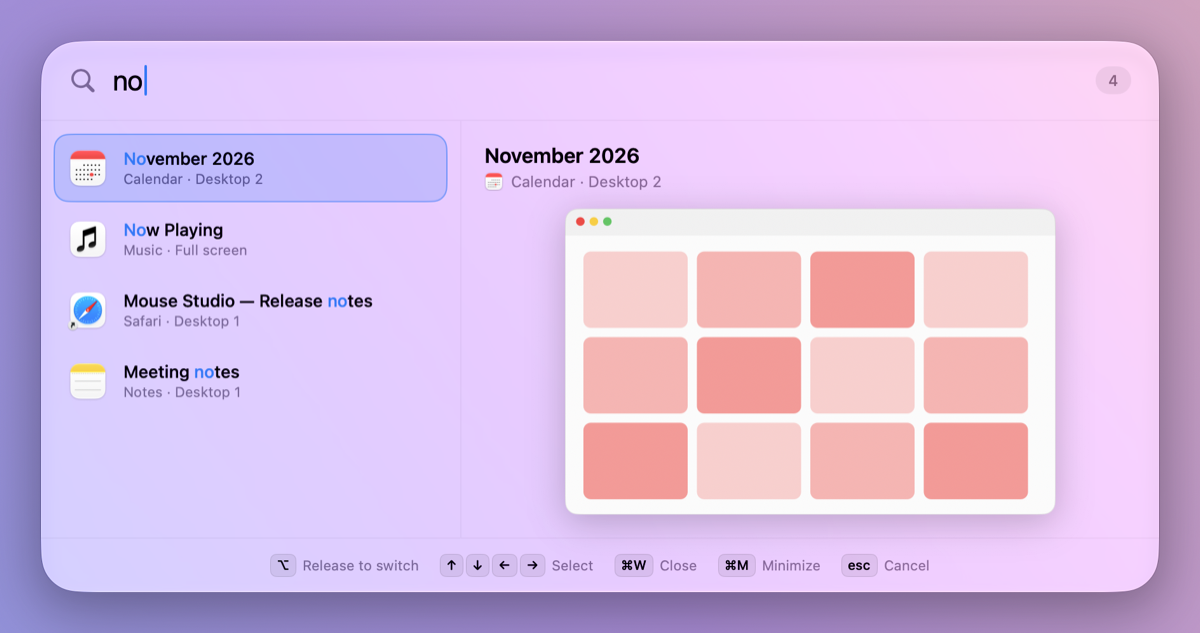 no
4
November 2026
Calendar · Desktop 2
Now Playing
Music · Full screen
Mouse Studio — Release notes
Safari · Desktop 1
Meeting notes
Notes · Desktop 1
November 2026
Calendar · Desktop 2
⌥ Release to switch ↑ ↓ ← → Select ⌘W Close ⌘M Minimize esc Cancel